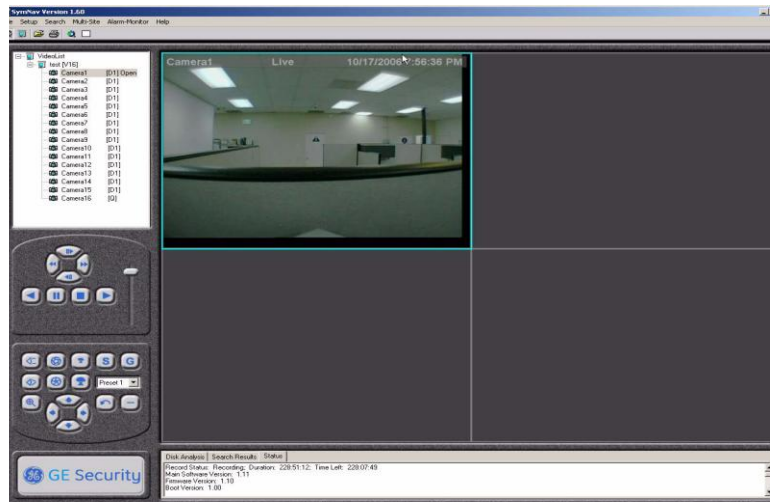 SymNav Version 1.60
Setup Search Multi-Site Alarm-Monitor Help
VideoList
test [V16]
Camera1 [D1] Open
Camera2 [D1]
Camera3 [D1]
Camera4 [D1]
Camera5 [D1]
Camera6 [D1]
Camera7 [D1]
Camera8 [D1]
Camera9 [D1]
Camera10 [D1]
Camera11 [D1]
Camera12 [D1]
Camera13 [D1]
Camera14 [D1]
Camera15 [D1]
Camera16 [Q]
Camera1 Live 10/17/2006 :56:36 PM
S G
Preset 1
GE Security
Disk Analysis Search Results Status
Record Status: Recording; Duration: 228:51:12; Time Left: 228:07:49
Main Software Version: 1.11
Firmware Version: 1.10
Boot Version: 1.00